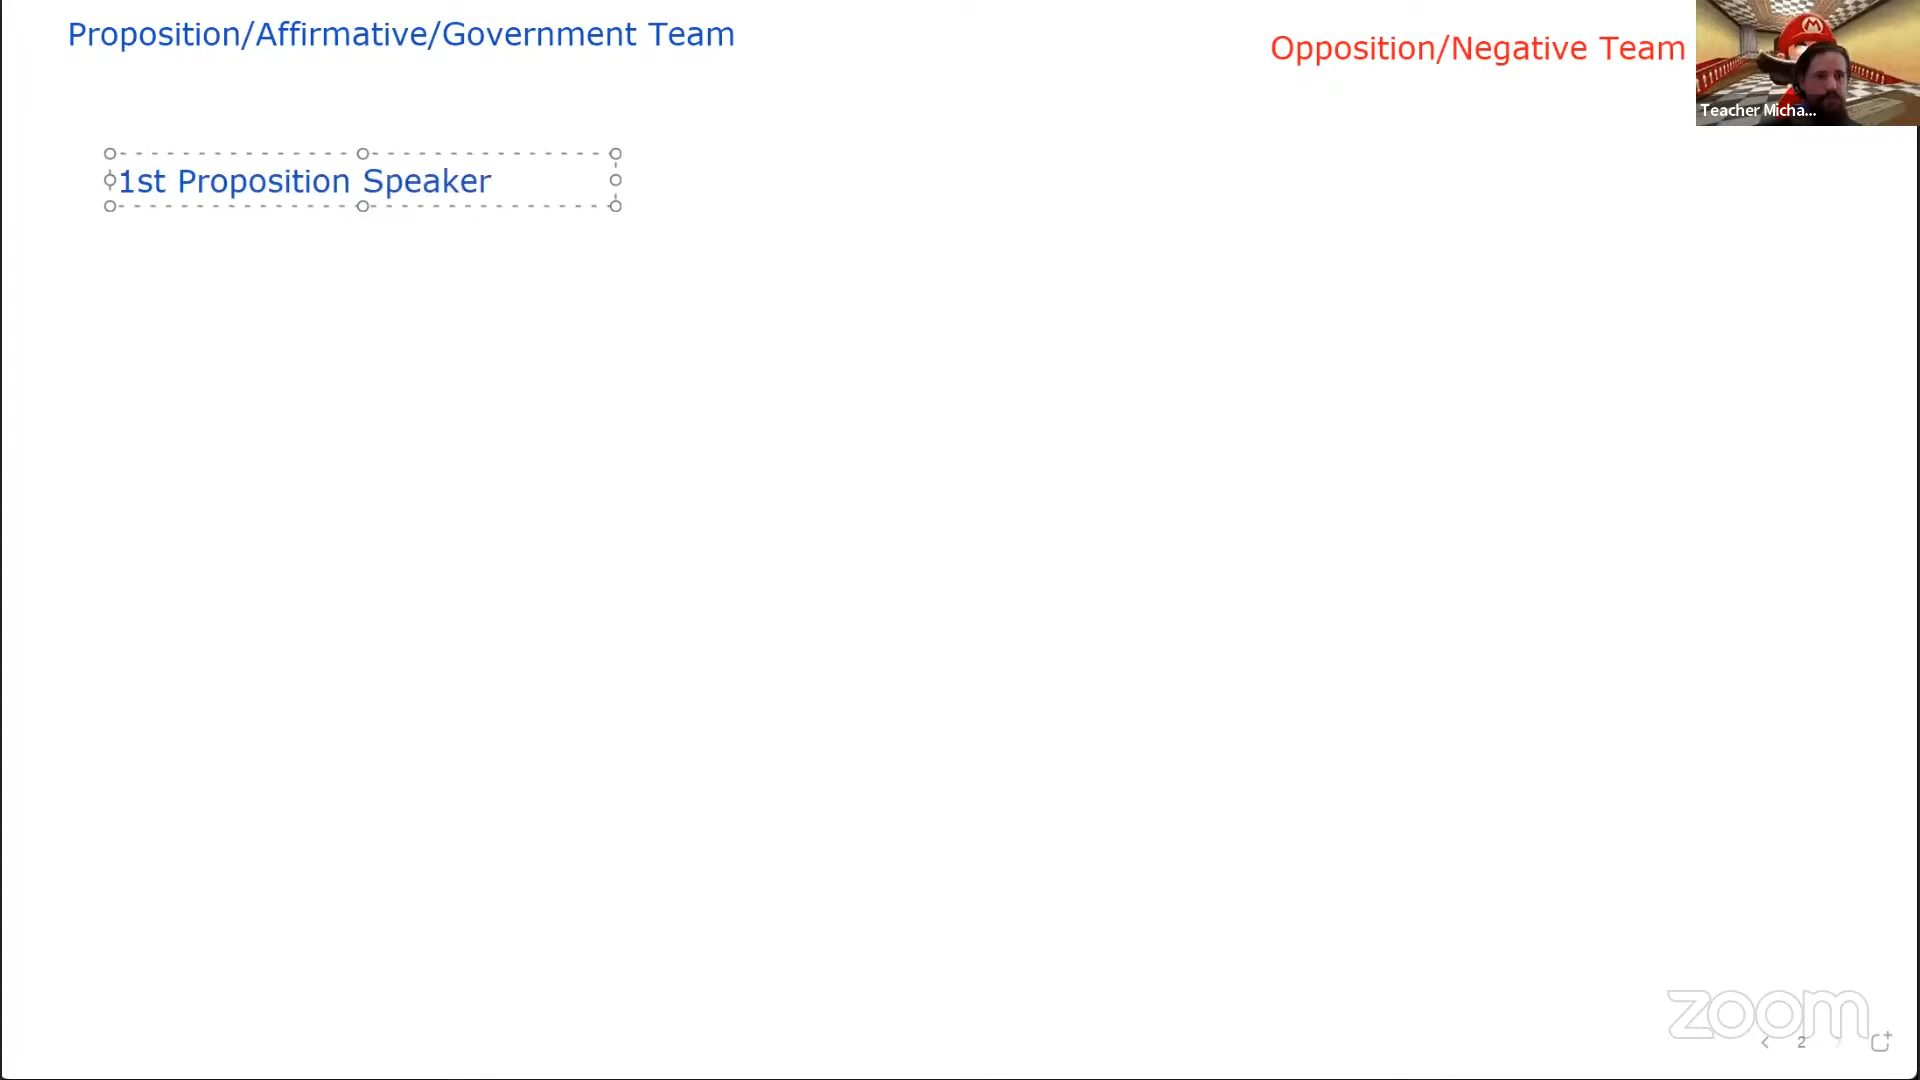 Proposition/Affirmative/Government Team
Opposition/Negative Team
M
Teacher Micha...
1st Proposition Speaker
zoom
2